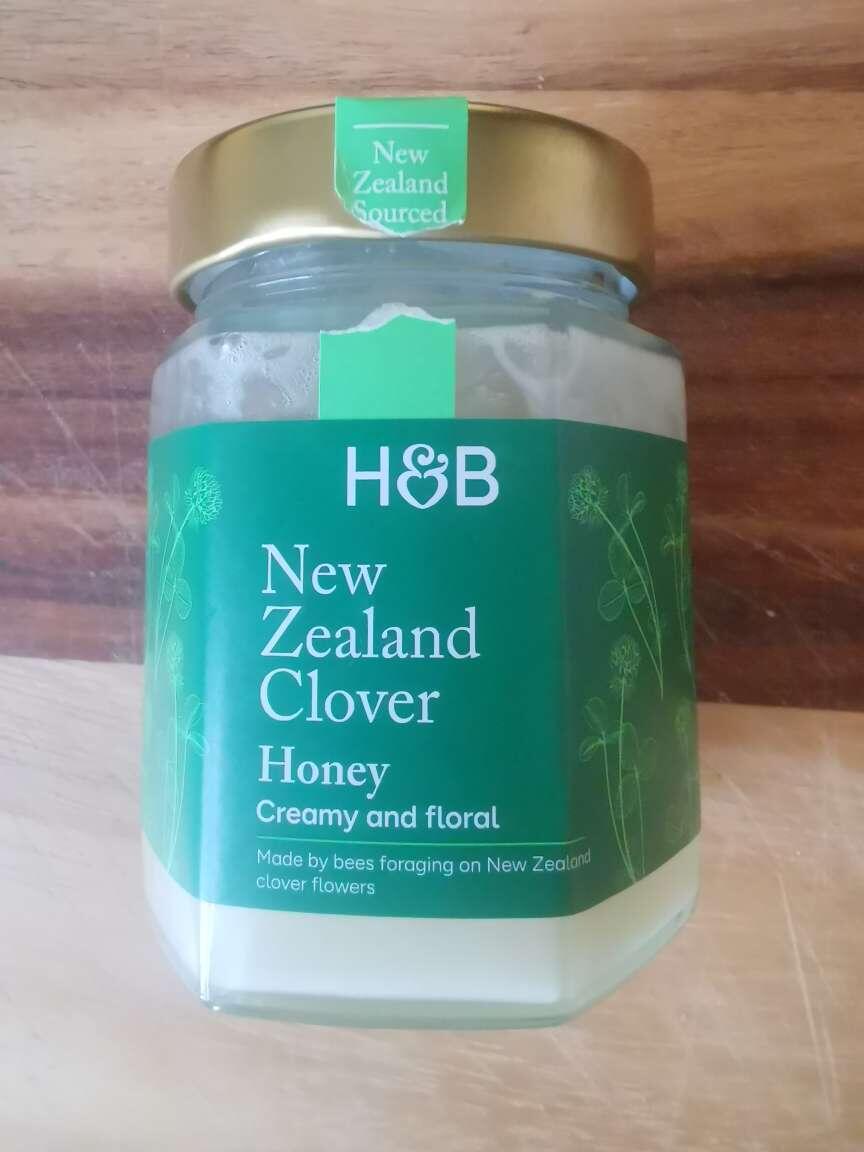 New
Zealand
Sourced
H&B
New
Zealand
Clover
Honey
Creamy and floral
Made by bees foraging on New Zealand
clover flowers